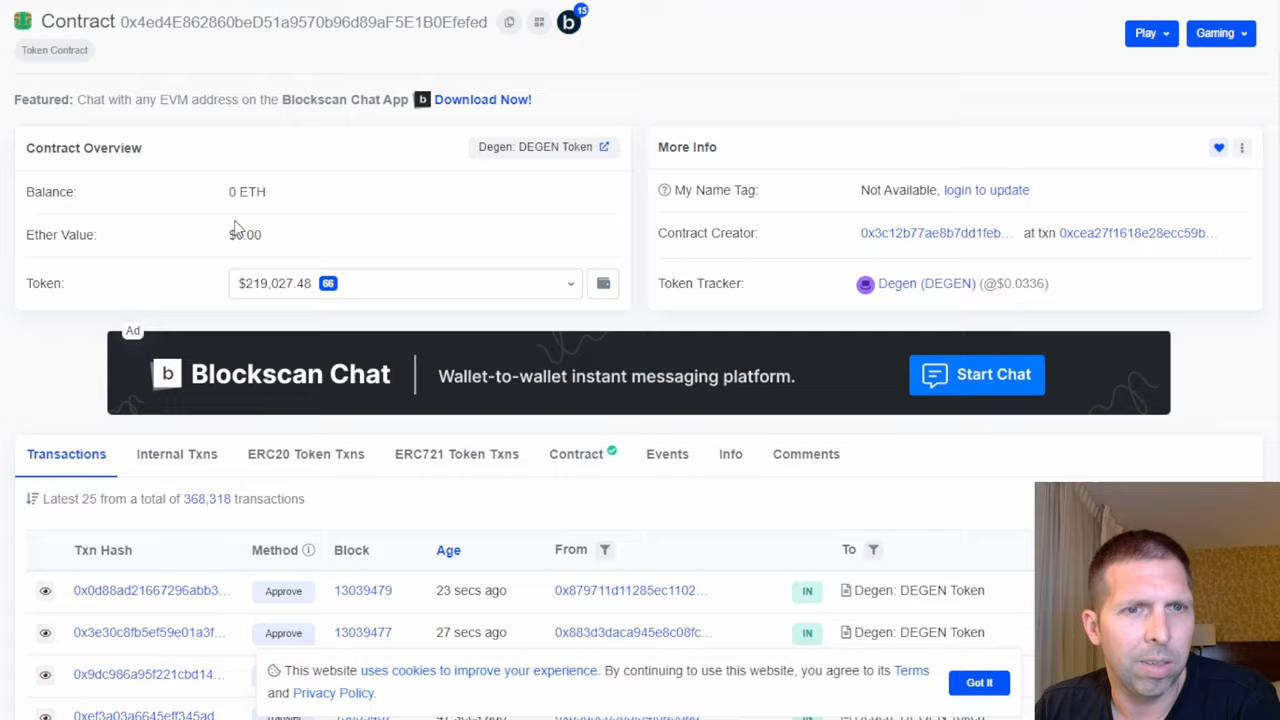 Contract 0x4ed4E862860beD51a9570b96d89aF5E1B0Efefed b 15
Play Gaming
Token Contract
Featured: Chat with any EVM address on the Blockscan Chat App b Download Now!
Contract Overview Degen: DEGEN Token
Balance: 0 ETH
Ether Value: $0.00
Token: $219,027.48 66
More Info
My Name Tag: Not Available, login to update
Contract Creator: 0x3c12b77ae8b7dd1feb... at txn 0xcea27f1618e28ecc59b...
Token Tracker: Degen (DEGEN) (@$0.0336)
Ad
b Blockscan Chat Wallet-to-wallet instant messaging platform. Start Chat
Transactions Internal Txns ERC20 Token Txns ERC721 Token Txns Contract Events Info Comments
Latest 25 from a total of 368,318 transactions
Txn Hash Method Block Age From To
0x0d88ad21667296abb3... Approve 13039479 23 secs ago 0x879711d11285ec1102... IN Degen: DEGEN Token
0x3e30c8fb5ef59e01a3f... Approve 13039477 27 secs ago 0x883d3daca945e8c08fc... IN Degen: DEGEN Token
0x9dc986a95f221cbd14...
This website uses cookies to improve your experience. By continuing to use this website, you agree to its Terms
and Privacy Policy.
Got It